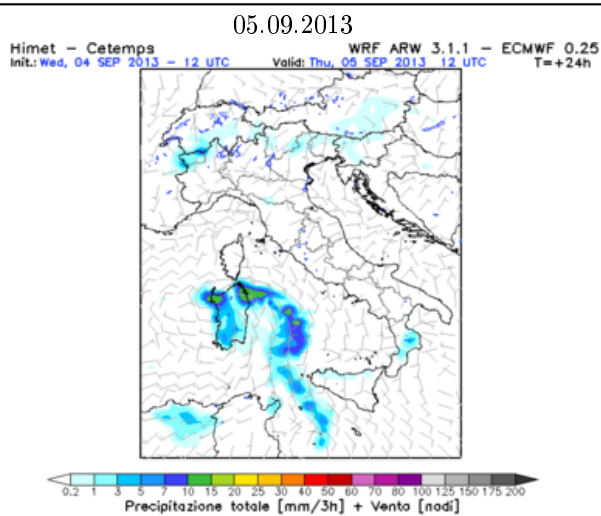 05.09.2013
Himet – Cetemps WRF ARW 3.1.1 – ECMWF 0.25
Init.: Wed, 04 SEP 2013 – 12 UTC Valid: Thu, 05 SEP 2013 12 UTC T=+24h
0.2 1 3 5 7 10 15 20 25 30 40 50 60 70 80 90 100 125 150 175 200
Precipitazione totale [mm/3h] + Vento [nodi]